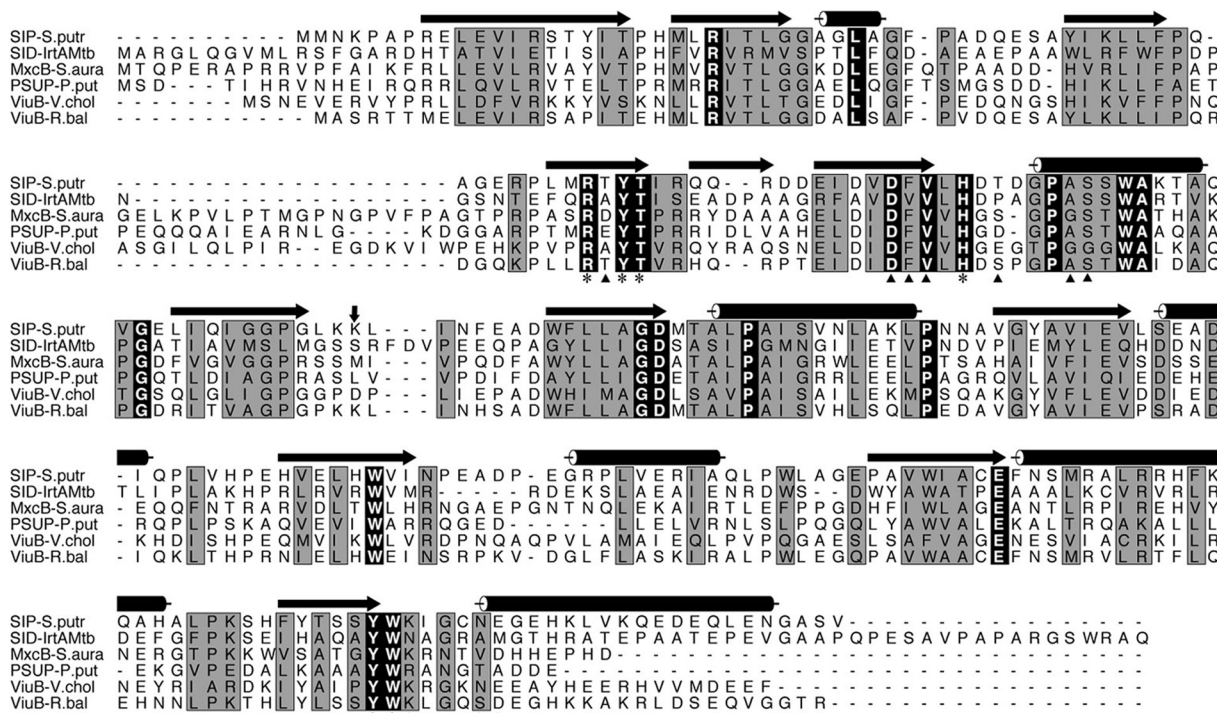 SIP-S.putr - - - - - - - - - - - M M N K P A P R E L E V I R S T Y I T P H M L R I T L G G A G L A G F - P A D Q E S A Y I K L L F P Q -
SID-IrtAMtb M A R G L Q G V M L R S F G A R D H T A T V I E T I S I A P H F V R V R M V S P T L F Q D - A E A E P A A W L R F W F P D P
MxcB-S.aura M T Q P E R A P R R V P F A I K F R L L E V L R V A Y V T P H M V R V T L G G K D L E G F Q T P A A D D - H V R L I F P A P
PSUP-P.put M S D - - - T I H R V N H E I R Q R R L Q V L R V T E L T P R M R R I T L G G A E L Q G F T S M G S D D - H L L L F F A E T
ViuB-V.chol - - - - - - - M S N E V E R V Y P R L L D F V R K K Y V S K N L L R I T L T G E D L I G F - P E D Q N G S H I K V F F P N Q
ViuB-R.bal - - - - - - - - - - - - M A S R T T M E L E V I R S A P I T E H M L R V T L G G D A L S A F - P V D Q E S A Y L K L L I P Q R
SIP-S.putr - - - - - - - - - - - - - - - - - - - - A G E R P L M R T Y T I R Q Q - - R D D E I D V D F V L H D T D G P A S S W A K T A Q
SID-IrtAMtb N - - - - - - - - - - - - - - - - - - - G S N T E F Q R A Y T I S E A D P A A G R F A V D V V L H D P A G P A S S W A R T V K
MxcB-S.aura G E L K P V L P T M G P N G P V F P A G T P R P A S R D Y T P R R Y D A A A G E L D I D F V V H G S - G P G S T W A T H A K
PSUP-P.put P E Q Q Q A I E A R N L G - - - K D G G A R P T M R E Y T P R R I D L V A H E L D I D F V L H G D - G P A S T W A A Q A A
ViuB-V.chol A S G I L Q L P I R - - E G D K V I W P E H K P V P R A Y T V R Q Y R A Q S N E L D I D F V V H G E G T P G G G W A L K A Q
ViuB-R.bal - - - - - - - - - - - - - - - - - - - - D G Q K P L L R T Y T V R H Q - - R P T E I D I D F V L H D S P G P A S T W A I D A Q
SIP-S.putr V G E L I Q I G G P G L K K L - - - I N F E A D W F L L A G D M T A L P A I S V N L A K L P N N A V G Y A V I E V L S E A D
SID-IrtAMtb P G A T I A V M S L M G S S R F D V P E E Q P A G Y L L I G D S A S I P G M N G I L E T V P N D V P I E M Y L E Q H D D N D
MxcB-S.aura P G D F V G V G G P R S S M I - - - V P Q D F A W Y L L A G D E T A L P A I G R W L E E L P T S A H A I V F I E V S D S S E
PSUP-P.put P G Q T L D I A G P R A S L V - - - V P D I F D A Y L L I G D E T A I P A I G R R L E E L P A G R Q V L A V I Q I E D E H E
ViuB-V.chol T G S Q L G L I G P G G P D P - - - L I E P A D W H I M A G D L T A V P A I S A I L E K M P S Q A K G Y V F L E V D D I E D
ViuB-R.bal P G D R I T V A G P G P K K L - - - I N H S A D W F L L A G D M T A L P A I S V H L S Q L P E D A V G Y A V I E V P S R A D
SIP-S.putr - I Q P L V H P E H V E L H W V I N P E A D P - E G R P L V E R I A Q L P W L A G E P A V W I A C E F N S M R A L R R H F K
SID-IrtAMtb T L I P L A K H P R L R V R W V M R - - - - - R D E K S L A E A I E N R D W S - - D W Y A W A T P E A A A L K C V R V R L R
MxcB-S.aura - E Q Q F N T R A R V D L T W L H R N G A E P G N T N Q L E K A I R T L E F P P G D H F A W L A G E A N T L R P L R E H V Y
PSUP-P.put - R Q P L P S K A Q V E V I W A R R Q G E D - - - - - L L E L V R N L S L P Q G Q L Y A W V A L E K A L T R Q A K A L L L
ViuB-V.chol - K H D I S H P E Q M V I K W L V R D P N Q A Q P V L A M A I E Q L P V P Q G A E S L S A F V A G E N E S V I A C R K I L R
ViuB-R.bal - I Q K L T H P R N I E L H W E I N S R P K V - D G L F L A S K I R A L P W L E G Q P A V W A A C E F N S M R V L R T F L Q
SIP-S.putr Q A H A L P K S H F Y T S S Y W K I G C N E G E H K L V K Q E D E Q L E N G A S V - - - - - - - - - - - - - - - - - -
SID-IrtAMtb D E F G F P K S E I H A Q A Y W N A G R A M G T H R A T E P A A T E P E V G A A P Q P E S A V P A P A R G S W R A Q
MxcB-S.aura N E R G T P K K W V S A T G Y W K R N T V D H H E P H D - - - - - - - - - - - - - - - - - - - - - - - - - - - - - -
PSUP-P.put - E K G V P E D A L K A A A Y W R A N G T A D D E - - - - - - - - - - - - - - - - - - - - - - - - - - - - - - - - -
ViuB-V.chol N E Y R I A R D K L Y A I P Y W K R G K N S E E A Y H E E R H V V M D E E F - - - - - - - - - - - - - - - - - - - -
ViuB-R.bal E H N N L P K T H L Y L S S Y W K L G Q S D E G H K K A K R L D S E Q V G G T R - - - - - - - - - - - - - - - - - -